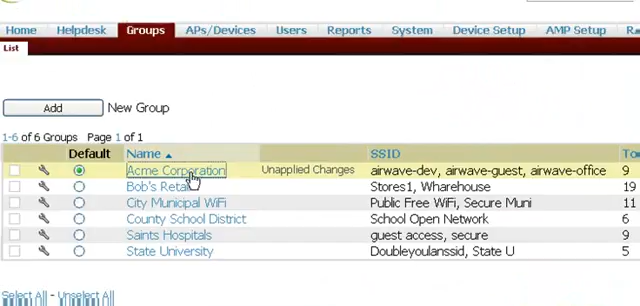 Home Helpdesk Groups APs/Devices Users Reports System Device Setup AMP Setup
List
Add New Group
1-6 of 6 Groups Page 1 of 1
Default Name SSID
Acme Corporation Unapplied Changes airwave-dev, airwave-guest, airwave-office 9
Bob's Retail Stores1, Wharehouse 19
City Municipal WiFi Public Free WiFi, Secure Muni 11
County School District School Open Network 6
Saints Hospitals guest access, secure 9
State University Doubleyoulanssid, State U 5
Select All - Unselect All